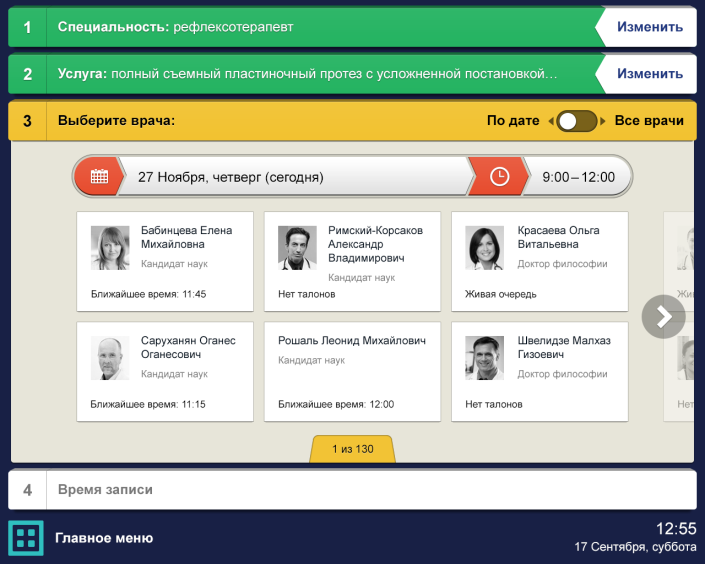 1 Специальность: рефлексотерапевт Изменить
2 Услуга: полный съемный пластиночный протез с усложненной постановкой... Изменить
3 Выберите врача: По дате Все врачи
27 Ноября, четверг (сегодня) 9:00–12:00
Бабинцева Елена
Михайловна
Кандидат наук
Ближайшее время: 11:45
Римский-Корсаков
Александр
Владимирович
Кандидат наук
Нет талонов
Красаева Ольга
Витальевна
Доктор философии
Живая очередь
Жи
Саруханян Оганес
Оганесович
Кандидат наук
Ближайшее время: 11:15
Рошаль Леонид Михайлович
Кандидат наук
Ближайшее время: 12:00
Швелидзе Малхаз
Гизоевич
Доктор философии
Нет талонов
Нет
1 из 130
4 Время записи
Главное меню
12:55
17 Сентября, суббота